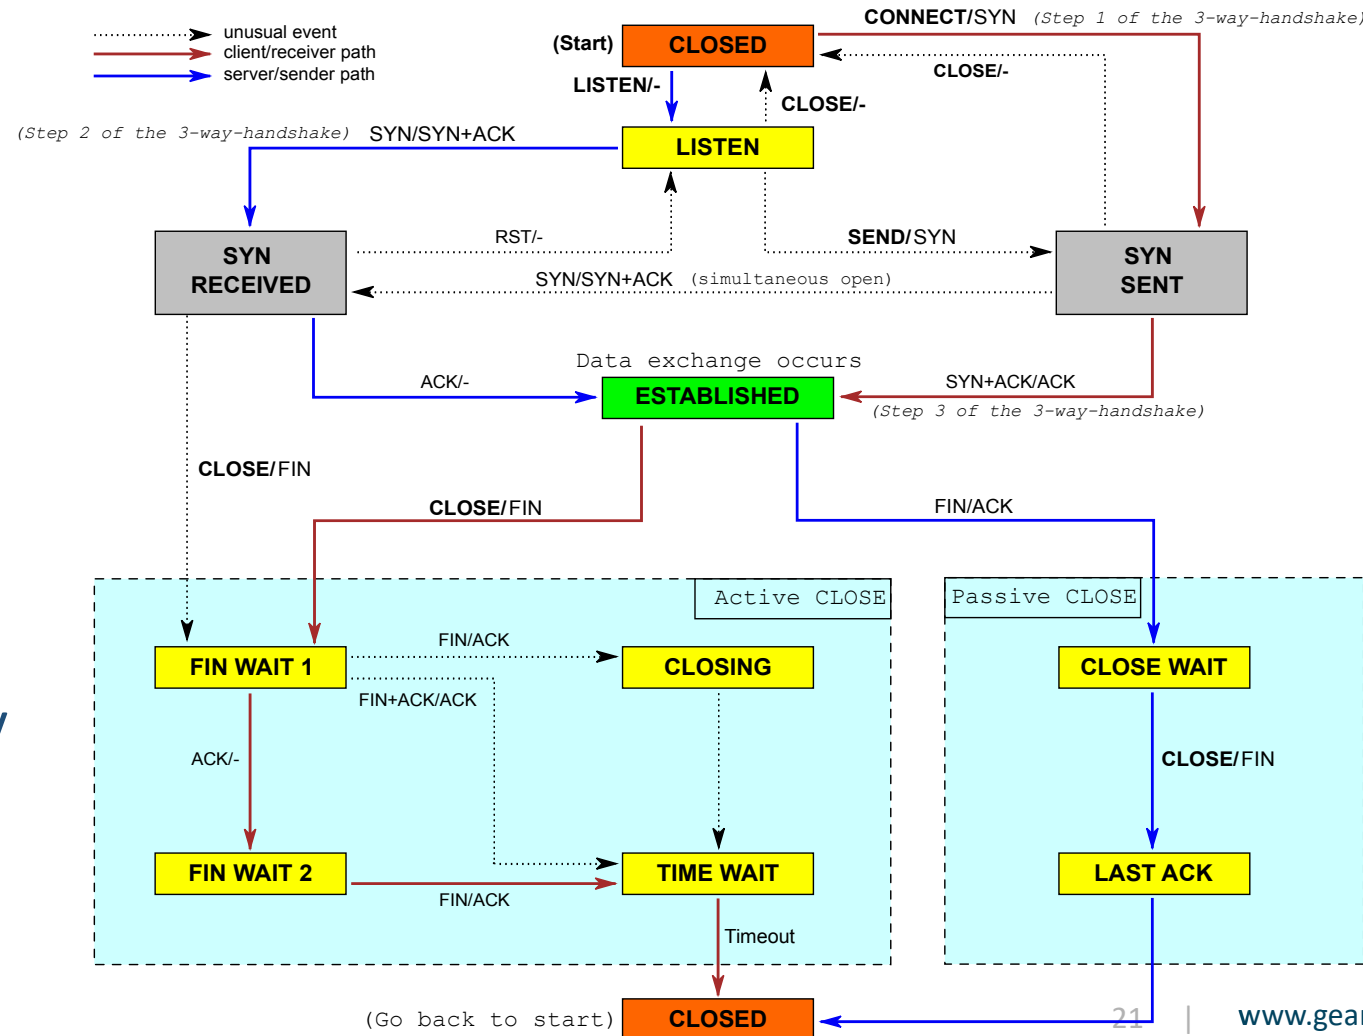 CONNECT/SYN (Step 1 of the 3-way-handshake)
unusual event
client/receiver path
server/sender path
(Start)
CLOSED
CLOSE/-
LISTEN/-
CLOSE/-
(Step 2 of the 3-way-handshake)
SYN/SYN+ACK
LISTEN
RST/-
SEND/SYN
SYN
RECEIVED
SYN
SENT
SYN/SYN+ACK (simultaneous open)
Data exchange occurs
ACK/-
ESTABLISHED
SYN+ACK/ACK
(Step 3 of the 3-way-handshake)
CLOSE/FIN
CLOSE/FIN
FIN/ACK
Active CLOSE
Passive CLOSE
FIN WAIT 1
FIN/ACK
CLOSING
CLOSE WAIT
FIN+ACK/ACK
y
ACK/-
CLOSE/FIN
FIN WAIT 2
FIN/ACK
TIME WAIT
LAST ACK
Timeout
(Go back to start)
CLOSED
21 | www.gear